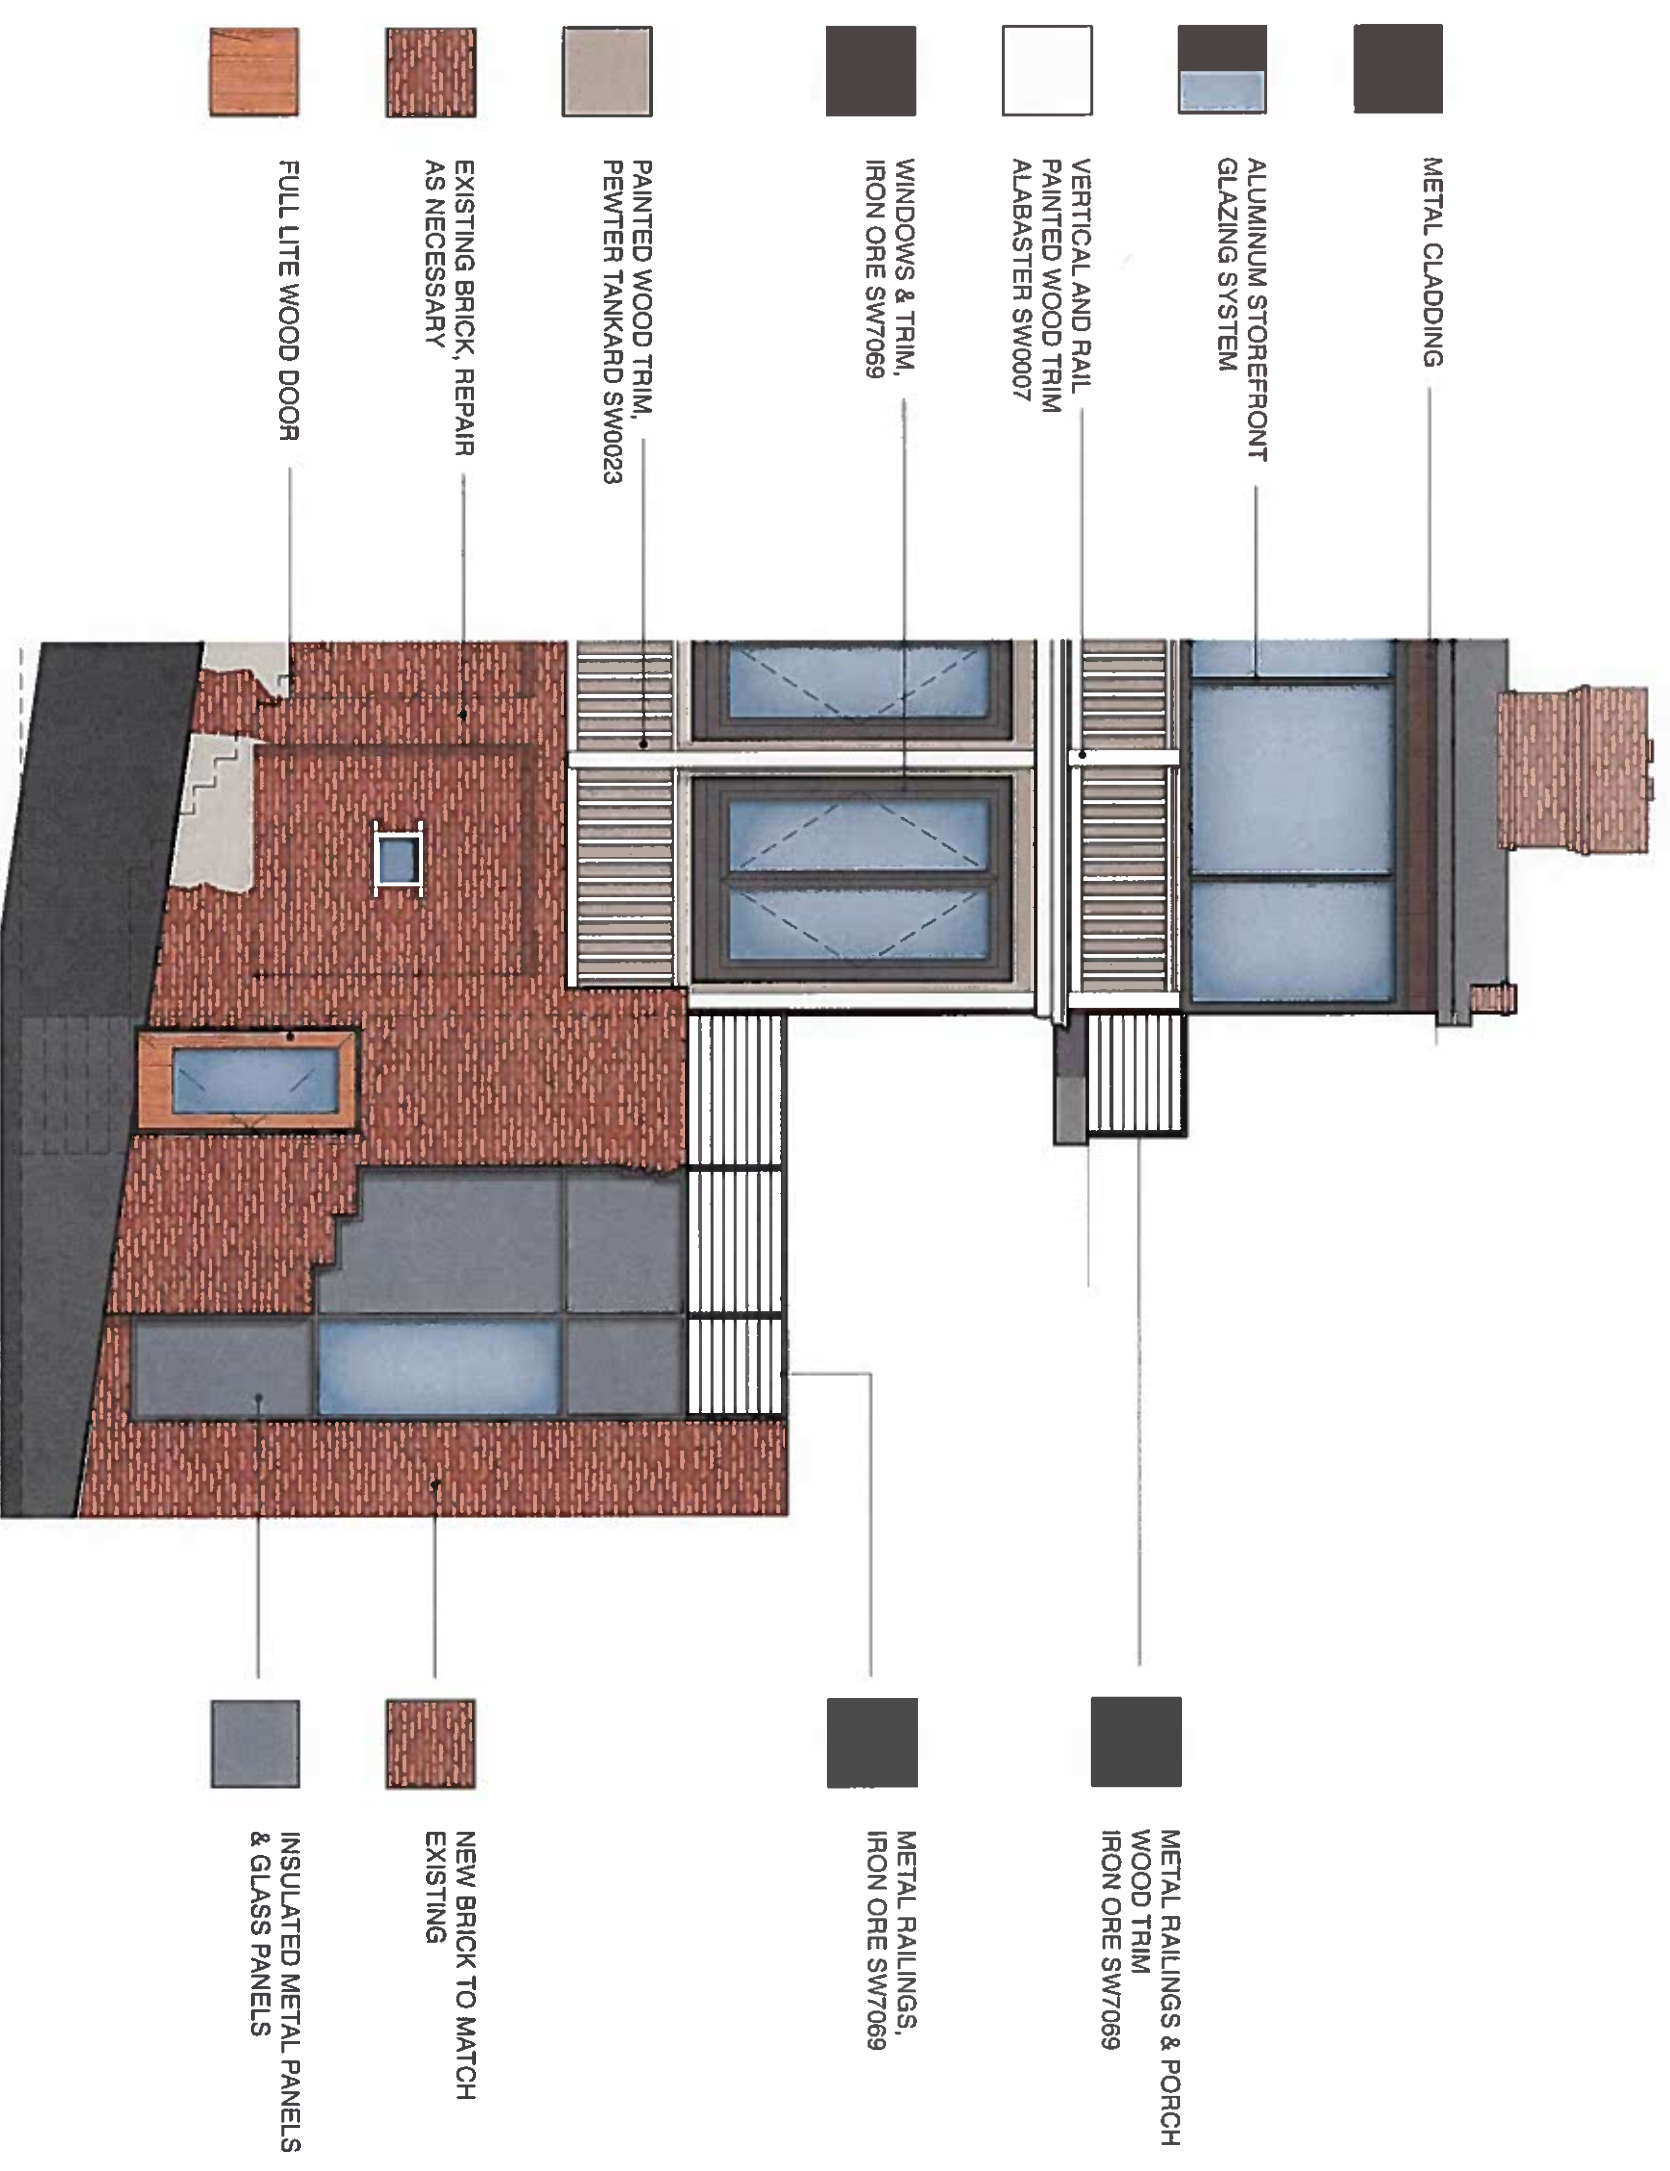 METAL CLADDING
ALUMINUM STOREFRONT
GLAZING SYSTEM
VERTICAL AND RAIL
PAINTED WOOD TRIM
ALABASTER SW0007
WINDOWS & TRIM,
IRON ORE SW7069
PAINTED WOOD TRIM,
PEWTER TANKARD SW0023
EXISTING BRICK, REPAIR
AS NECESSARY
FULL LITE WOOD DOOR
METAL RAILINGS & PORCH
WOOD TRIM
IRON ORE SW7069
METAL RAILINGS,
IRON ORE SW7069
NEW BRICK TO MATCH
EXISTING
INSULATED METAL PANELS
& GLASS PANELS